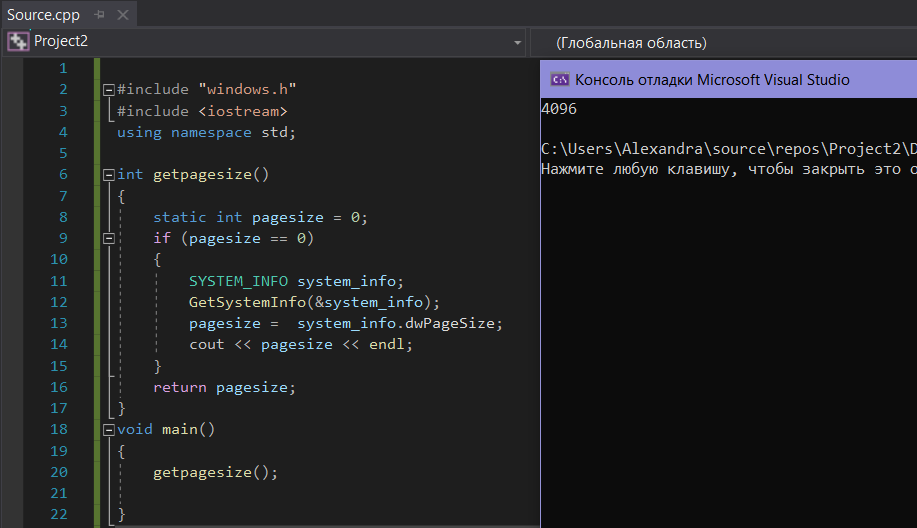 Source.cpp
Project2
(Глобальная область)
1
2 #include "windows.h"
3 #include <iostream>
4 using namespace std;
5
6 int getpagesize()
7 {
8 static int pagesize = 0;
9 if (pagesize == 0)
10 {
11 SYSTEM_INFO system_info;
12 GetSystemInfo(&system_info);
13 pagesize =  system_info.dwPageSize;
14 cout << pagesize << endl;
15 }
16 return pagesize;
17 }
18 void main()
19 {
20 getpagesize();
21
22 }
Консоль отладки Microsoft Visual Studio
4096
C:\Users\Alexandra\source\repos\Project2\D
Нажмите любую клавишу, чтобы закрыть это о